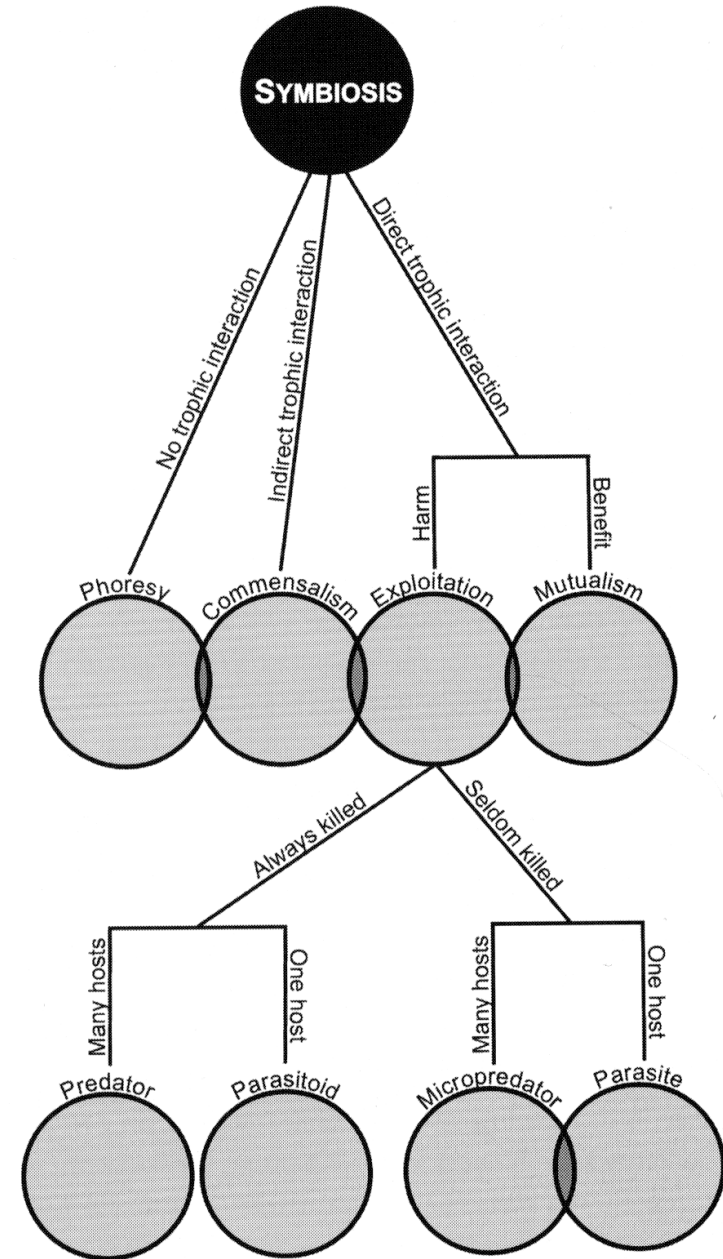 SYMBIOSIS
No trophic interaction
Indirect trophic interaction
Direct trophic interaction
Harm
Benefit
Phoresy
Commensalism
Exploitation
Mutualism
Always killed
Seldom killed
Many hosts
One host
Many hosts
One host
Predator
Parasitoid
Micropredator
Parasite